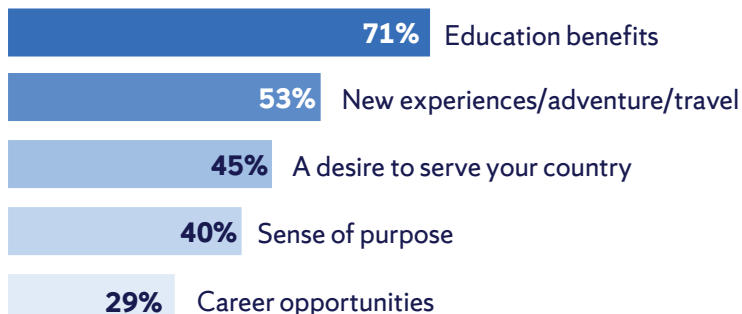 71% Education benefits
53% New experiences/adventure/travel
45% A desire to serve your country
40% Sense of purpose
29% Career opportunities